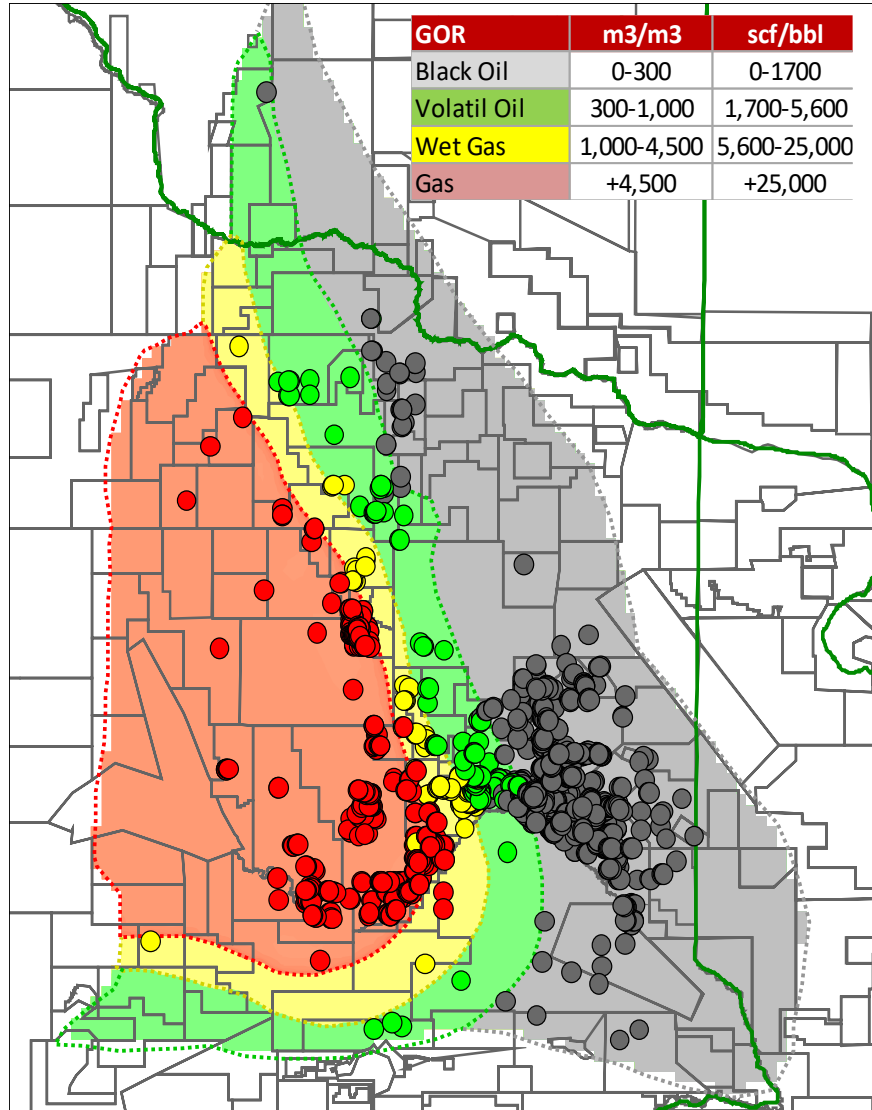 GOR m3/m3 scf/bbl
Black Oil 0-300 0-1700
Volatil Oil 300-1,000 1,700-5,600
Wet Gas 1,000-4,500 5,600-25,000
Gas +4,500 +25,000